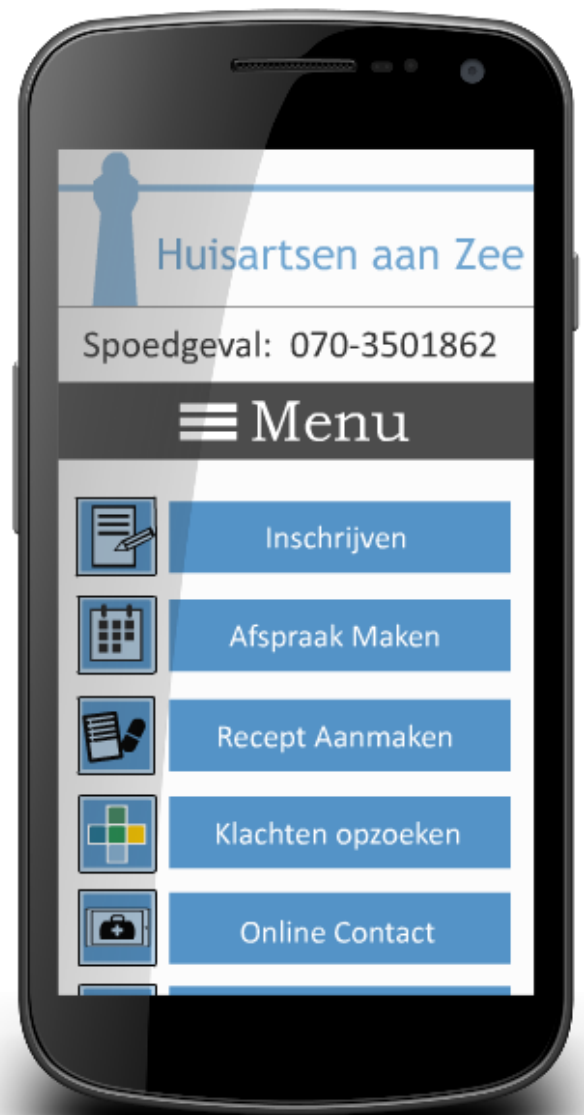 Huisartsen aan Zee
Spoedgeval: 070-3501862
Menu
Inschrijven
Afspraak Maken
Recept Aanmaken
Klachten opzoeken
Online Contact